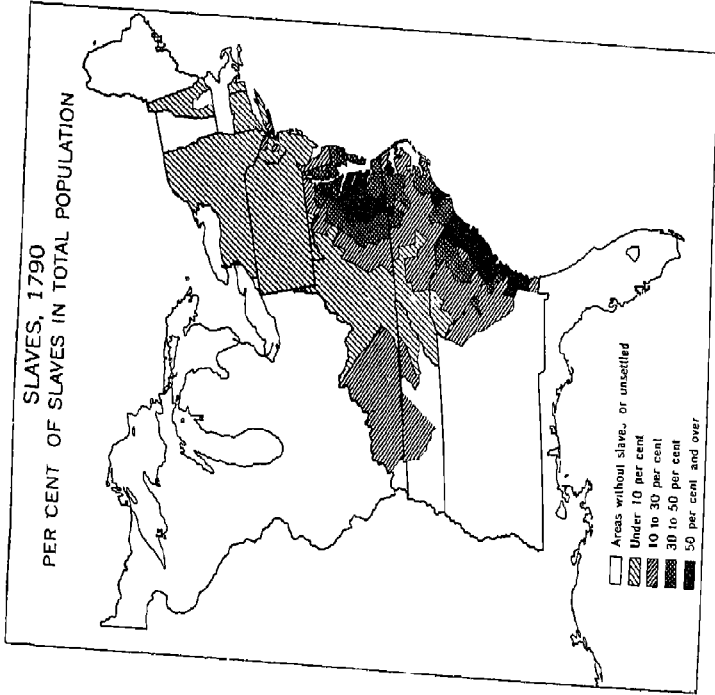 SLAVES, 1790
PER CENT OF SLAVES IN TOTAL POPULATION
Areas without slaves or unsettled
Under 10 per cent
10 to 30 per cent
30 to 50 per cent
50 per cent and over